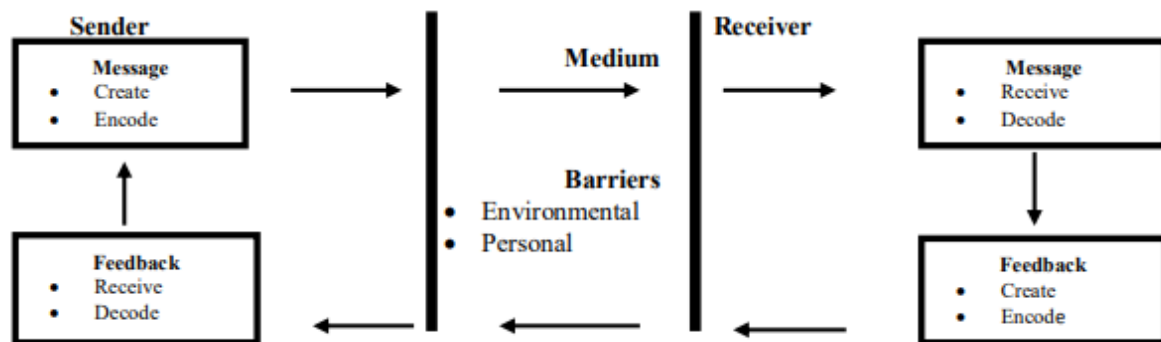 Sender
Message
• Create
• Encode
Feedback
• Receive
• Decode
Medium
Barriers
• Environmental
• Personal
Receiver
Message
• Receive
• Decode
Feedback
• Create
• Encode